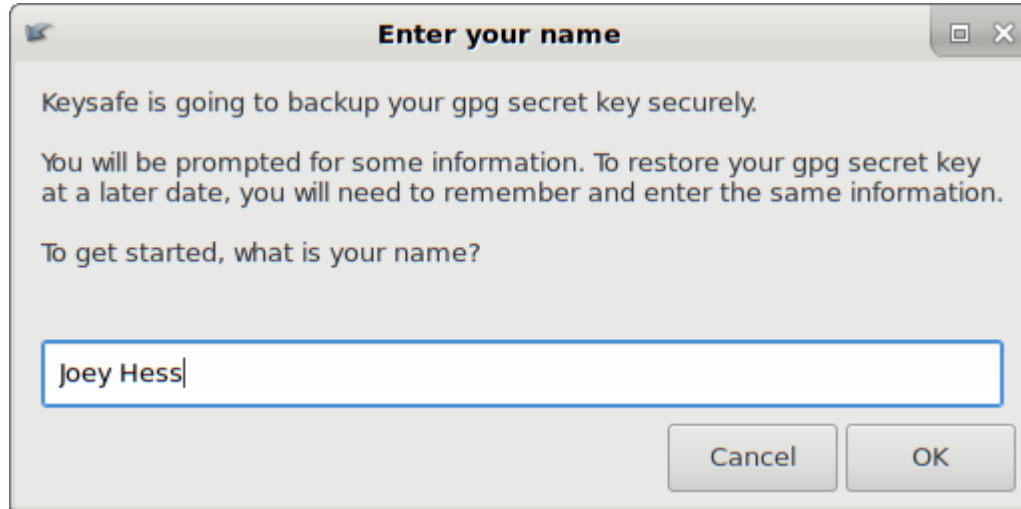 Enter your name
Keysafe is going to backup your gpg secret key securely.
You will be prompted for some information. To restore your gpg secret key
at a later date, you will need to remember and enter the same information.
To get started, what is your name?
Joey Hess
Cancel OK